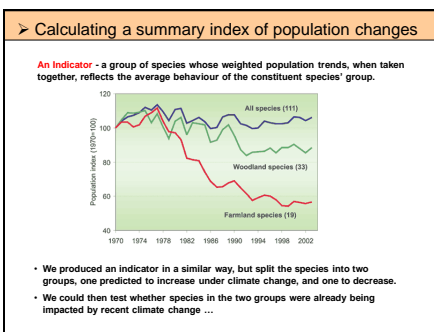 ➢ Calculating a summary index of population changes
An Indicator - a group of species whose weighted population trends, when taken
together, reflects the average behaviour of the constituent species' group.
120
100
80
60
40
Population index (1970=100)
All species (111)
Woodland species (33)
Farmland species (19)
1970 1974 1978 1982 1986 1990 1994 1998 2002
• We produced an indicator in a similar way, but split the species into two
groups, one predicted to increase under climate change, and one to decrease.
• We could then test whether species in the two groups were already being
impacted by recent climate change …